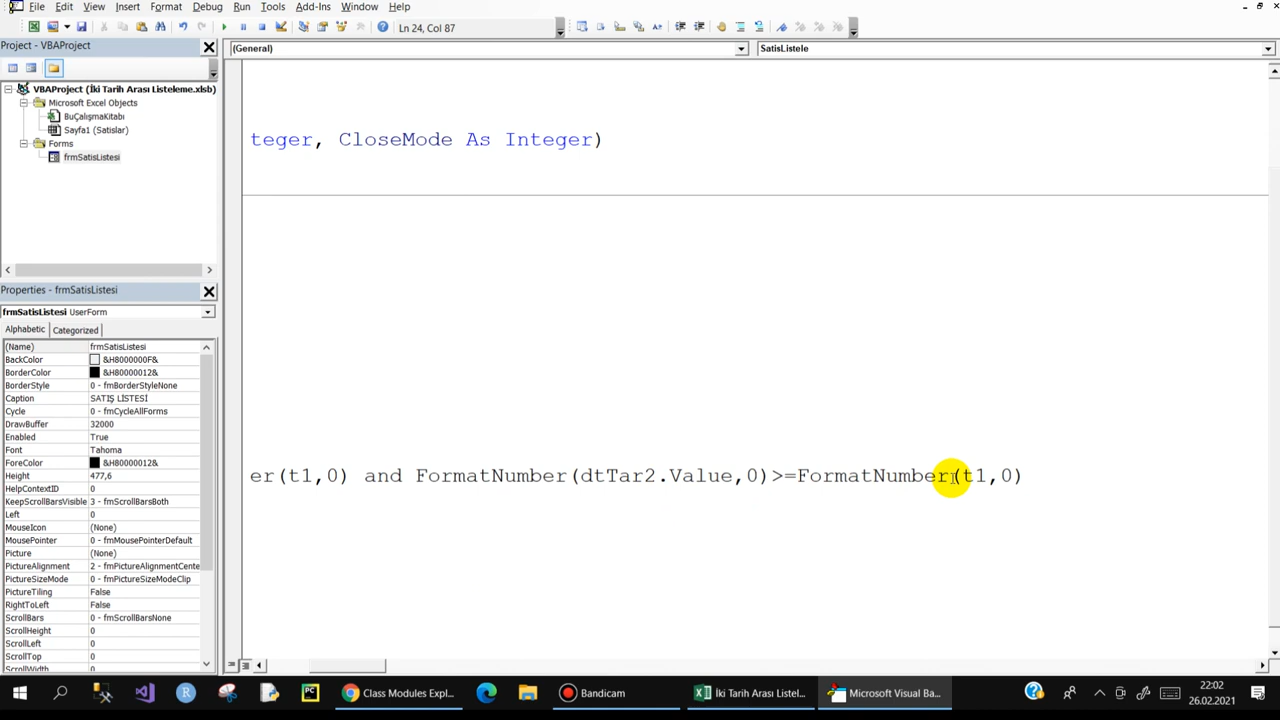 File Edit View Insert Format Debug Run Tools Add-Ins Window Help
Ln 24, Col 87
Project - VBAProject
(General)
SatisListele
VBAProject (İki Tarih Arası Listeleme.xlsb)
Microsoft Excel Objects
BuÇalışmaKitabı
Sayfa1 (Satislar)
Forms
frmSatisListesi
teger, CloseMode As Integer)
er(t1,0) and FormatNumber(dtTar2.Value,0)>=FormatNumber(t1,0)
Properties - frmSatisListesi
frmSatisListesi UserForm
Alphabetic Categorized
(Name) frmSatisListesi
BackColor &H8000000F&
BorderColor &H80000012&
BorderStyle 0 - fmBorderStyleNone
Caption SATIŞ LİSTESİ
Cycle 0 - fmCycleAllForms
DrawBuffer 32000
Enabled True
Font Tahoma
ForeColor &H80000012&
Height 477,6
HelpContextID 0
KeepScrollBarsVisible 3 - fmScrollBarsBoth
Left 0
MouseIcon (None)
MousePointer 0 - fmMousePointerDefault
Picture (None)
PictureAlignment 2 - fmPictureAlignmentCente
PictureSizeMode 0 - fmPictureSizeModeClip
PictureTiling False
RightToLeft False
ScrollBars 0 - fmScrollBarsNone
ScrollHeight 0
ScrollLeft 0
ScrollTop 0
ScrollWidth 0
Class Modules Expl...
Bandicam
İki Tarih Arası Listel...
Microsoft Visual Ba...
22:02
26.02.2021